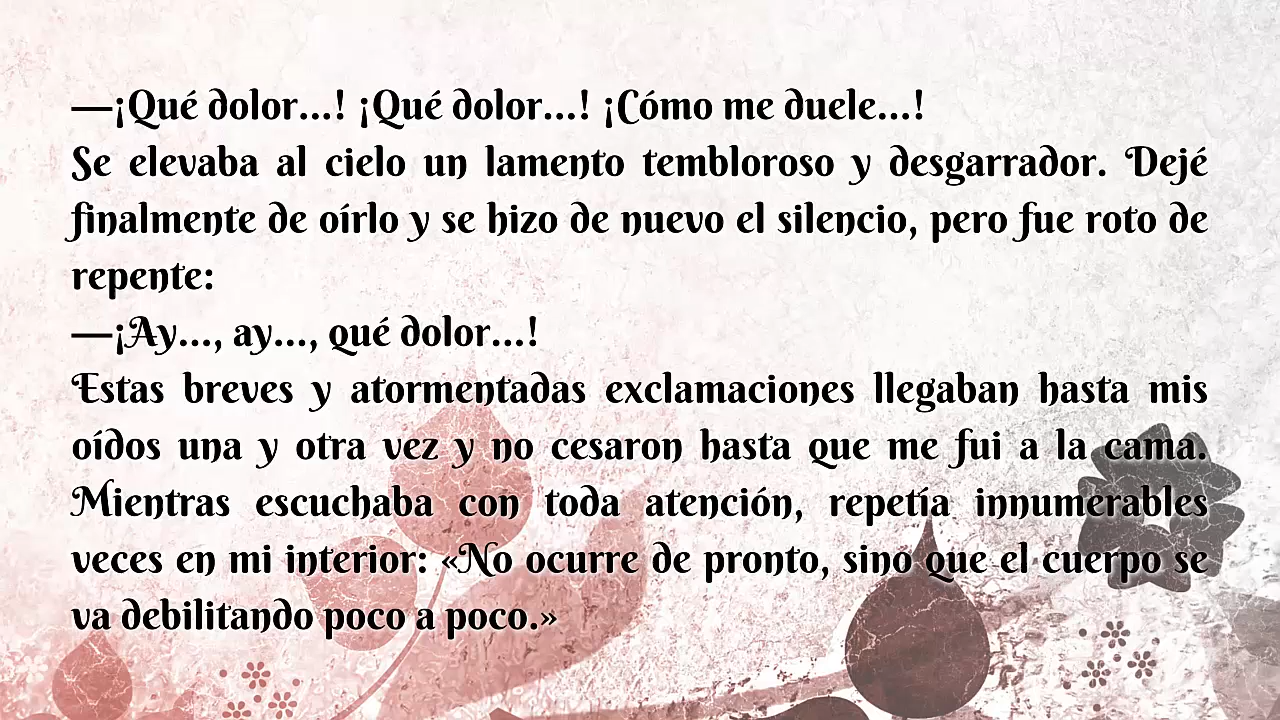 —¡Qué dolor...! ¡Qué dolor...! ¡Cómo me duele...!
Se elevaba al cielo un lamento tembloroso y desgarrador. Dejé
finalmente de oírlo y se hizo de nuevo el silencio, pero fue roto de
repente:
—¡Ay..., ay..., qué dolor...!
Estas breves y atormentadas exclamaciones llegaban hasta mis
oídos una y otra vez y no cesaron hasta que me fui a la cama.
Mientras escuchaba con toda atención, repetía innumerables
veces en mi interior: «No ocurre de pronto, sino que el cuerpo se
va debilitando poco a poco.»